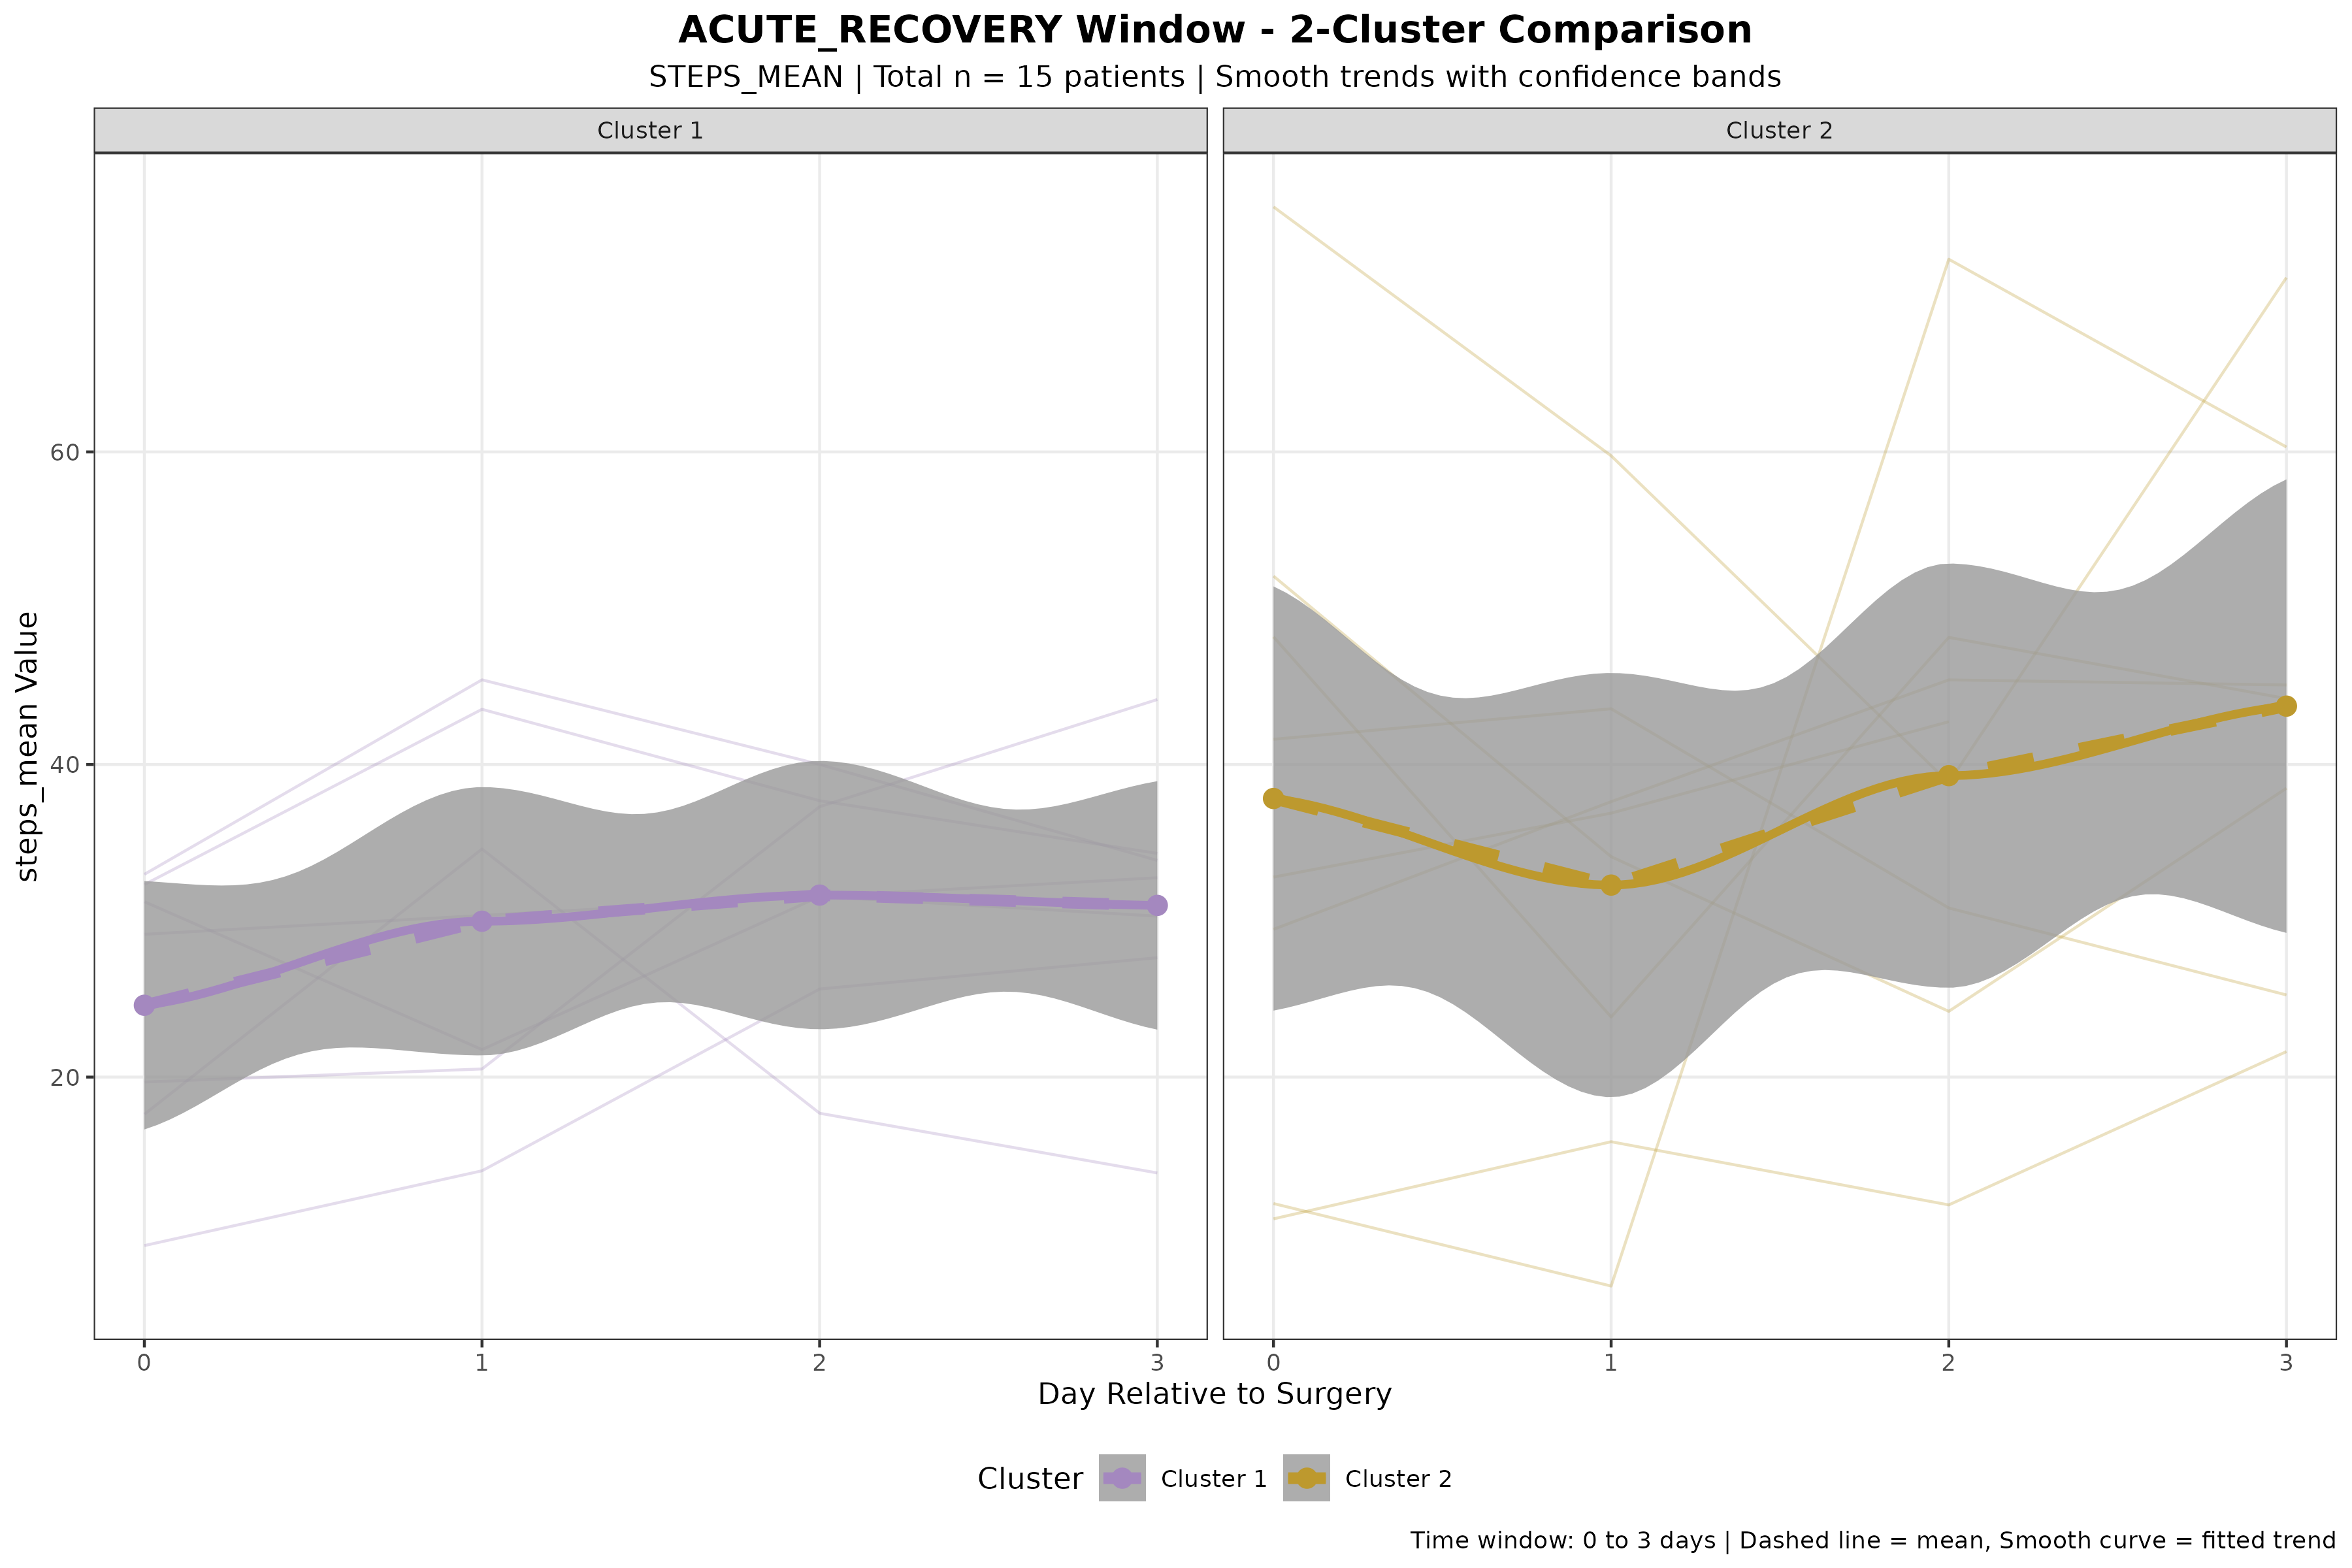 ACUTE_RECOVERY Window - 2-Cluster Comparison
STEPS_MEAN | Total n = 15 patients | Smooth trends with confidence bands
Cluster 1
Cluster 2
steps_mean Value
60
40
20
0 1 2 3
0 1 2 3
Day Relative to Surgery
Cluster Cluster 1 Cluster 2
Time window: 0 to 3 days | Dashed line = mean, Smooth curve = fitted trend